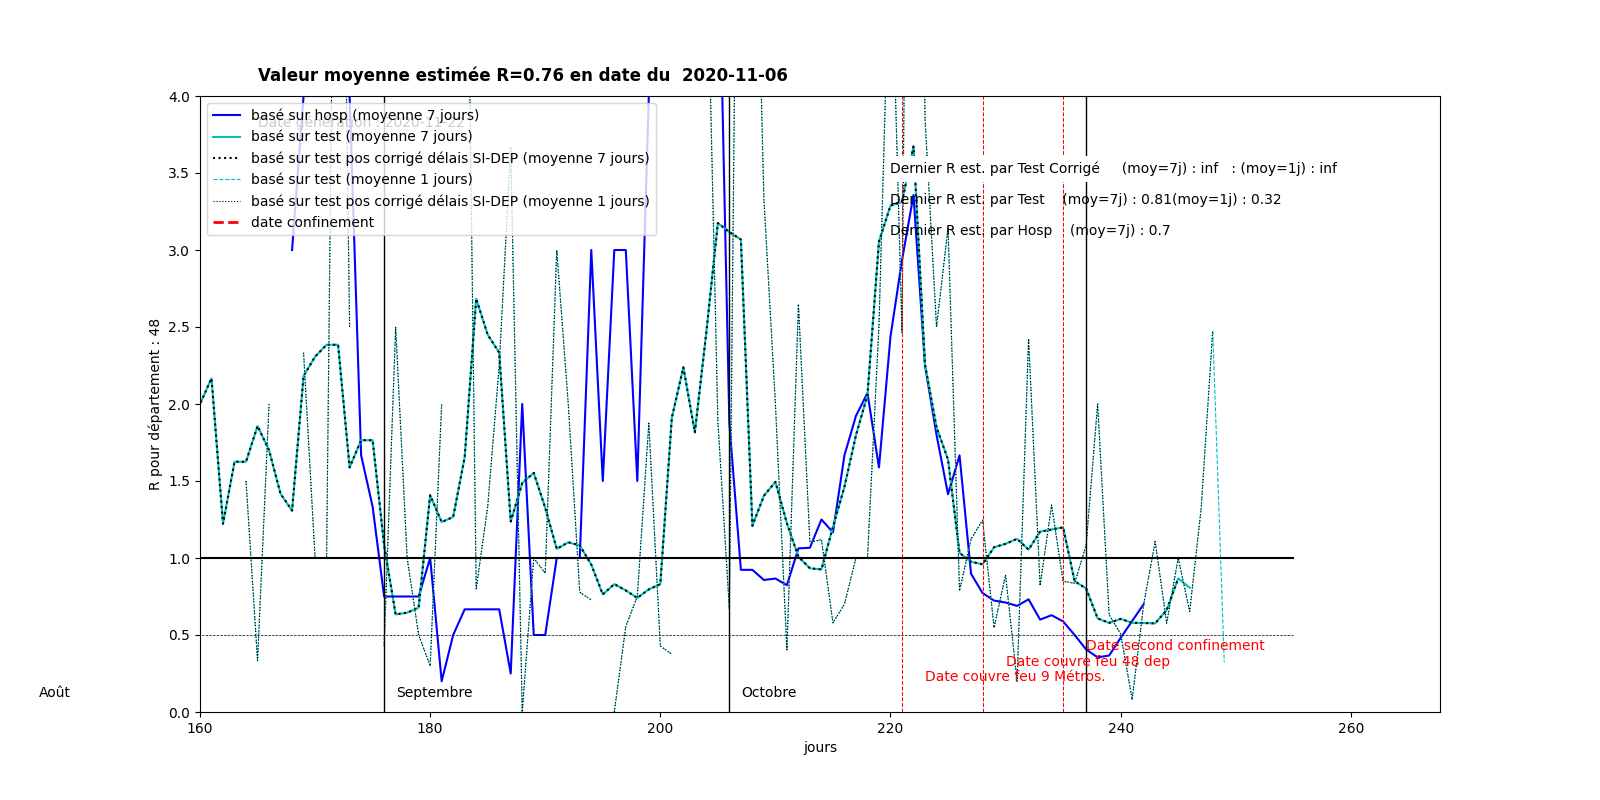 Valeur moyenne estimée R=0.76 en date du  2020-11-06
Date génération : 2020-11-22
basé sur hosp (moyenne 7 jours)
basé sur test (moyenne 7 jours)
basé sur test pos corrigé délais SI-DEP (moyenne 7 jours)
basé sur test (moyenne 1 jours)
basé sur test pos corrigé délais SI-DEP (moyenne 1 jours)
date confinement
Dernier R est. par Test Corrigé (moy=7j) : inf : (moy=1j) : inf
Dernier R est. par Test (moy=7j) : 0.81(moy=1j) : 0.32
Dernier R est. par Hosp (moy=7j) : 0.7
4.0
3.5
3.0
2.5
2.0
1.5
1.0
0.5
0.0
R pour département : 48
Date second confinement
Date couvre feu 48 dep
Date couvre feu 9 Métros.
Août
Septembre
Octobre
160
180
200
220
240
260
jours